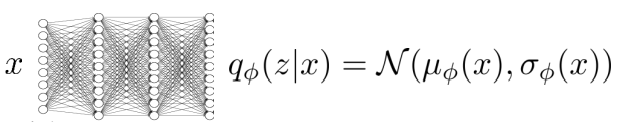 x q_ϕ(z|x) = 𝒩(μ_ϕ(x), σ_ϕ(x))